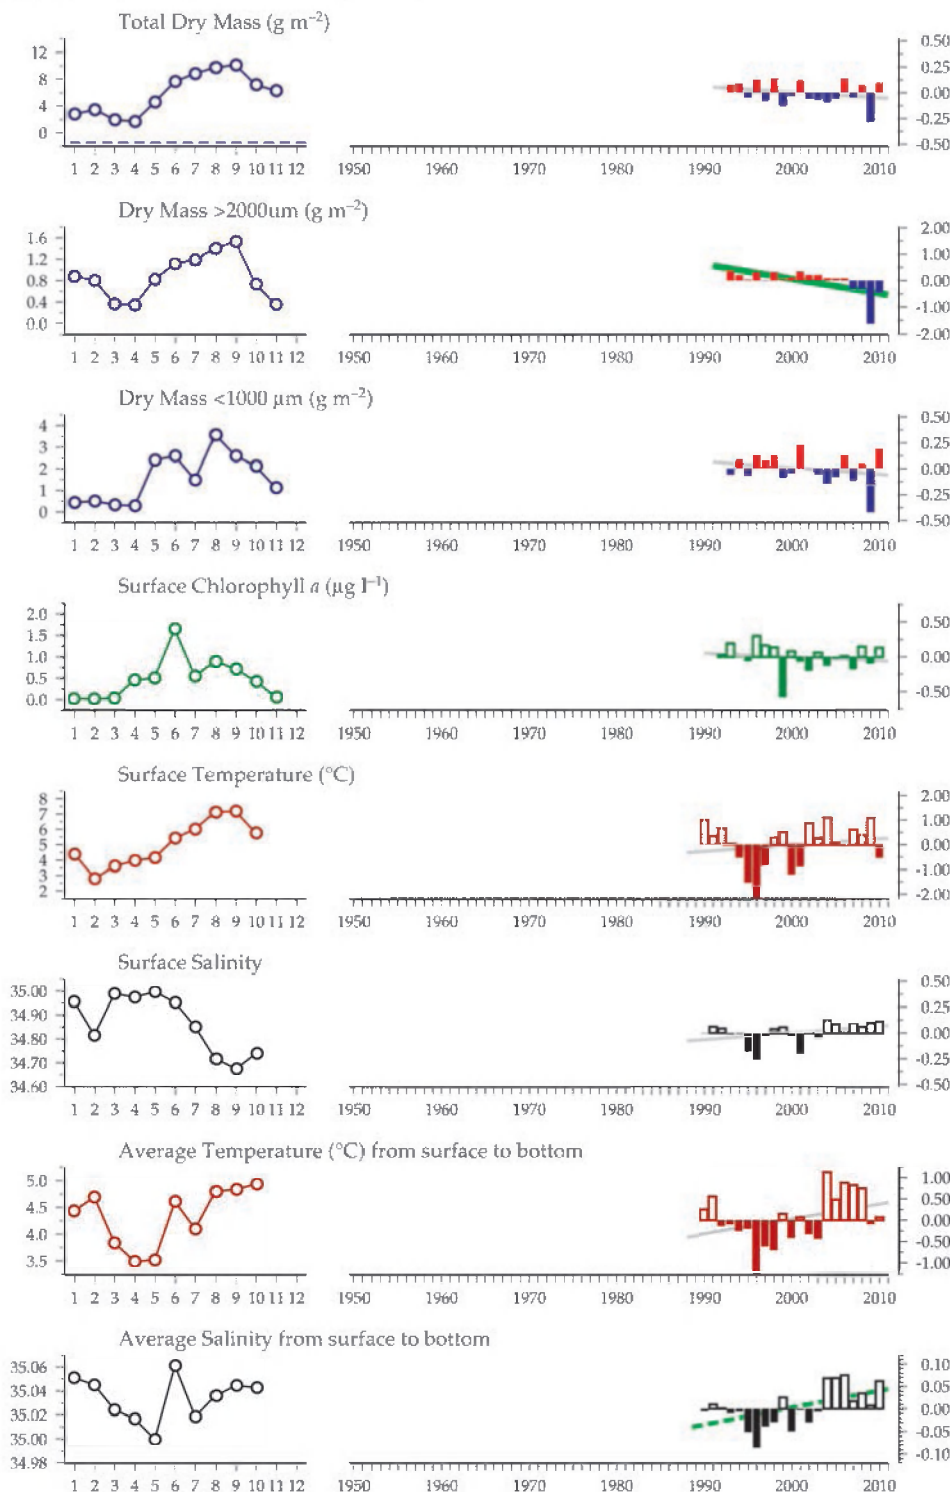 Total Dry Mass (g m⁻²)
12 0.50
8 0.25
4 0.00
0 -0.25
-0.50
1 2 3 4 5 6 7 8 9 10 11 12 1950 1960 1970 1980 1990 2000 2010
Dry Mass >2000um (g m⁻²)
1.6 2.00
1.2 1.00
0.8 0.00
0.4 -1.00
0.0 -2.00
1 2 3 4 5 6 7 8 9 10 11 12 1950 1960 1970 1980 1990 2000 2010
Dry Mass <1000 µm (g m⁻²)
4 0.50
3 0.25
2 0.00
1 -0.25
0 -0.50
1 2 3 4 5 6 7 8 9 10 11 12 1950 1960 1970 1980 1990 2000 2010
Surface Chlorophyll a (µg l⁻¹)
2.0 0.50
1.5
1.0 0.00
0.5 -0.50
0.0
1 2 3 4 5 6 7 8 9 10 11 12 1950 1960 1970 1980 1990 2000 2010
Surface Temperature (°C)
8 2.00
7 1.00
6
5 0.00
4
3 -1.00
2 -2.00
1 2 3 4 5 6 7 8 9 10 11 12 1950 1960 1970 1980 1990 2000 2010
Surface Salinity
35.00 0.50
34.90 0.25
34.80 0.00
34.70 -0.25
34.60 -0.50
1 2 3 4 5 6 7 8 9 10 11 12 1950 1960 1970 1980 1990 2000 2010
Average Temperature (°C) from surface to bottom
5.0 1.00
4.5 0.50
4.0 0.00
3.5 -0.50
-1.00
1 2 3 4 5 6 7 8 9 10 11 12 1950 1960 1970 1980 1990 2000 2010
Average Salinity from surface to bottom
35.06 0.10
35.04 0.05
35.02 0.00
35.00 -0.05
34.98 -0.10
1 2 3 4 5 6 7 8 9 10 11 12 1950 1960 1970 1980 1990 2000 2010